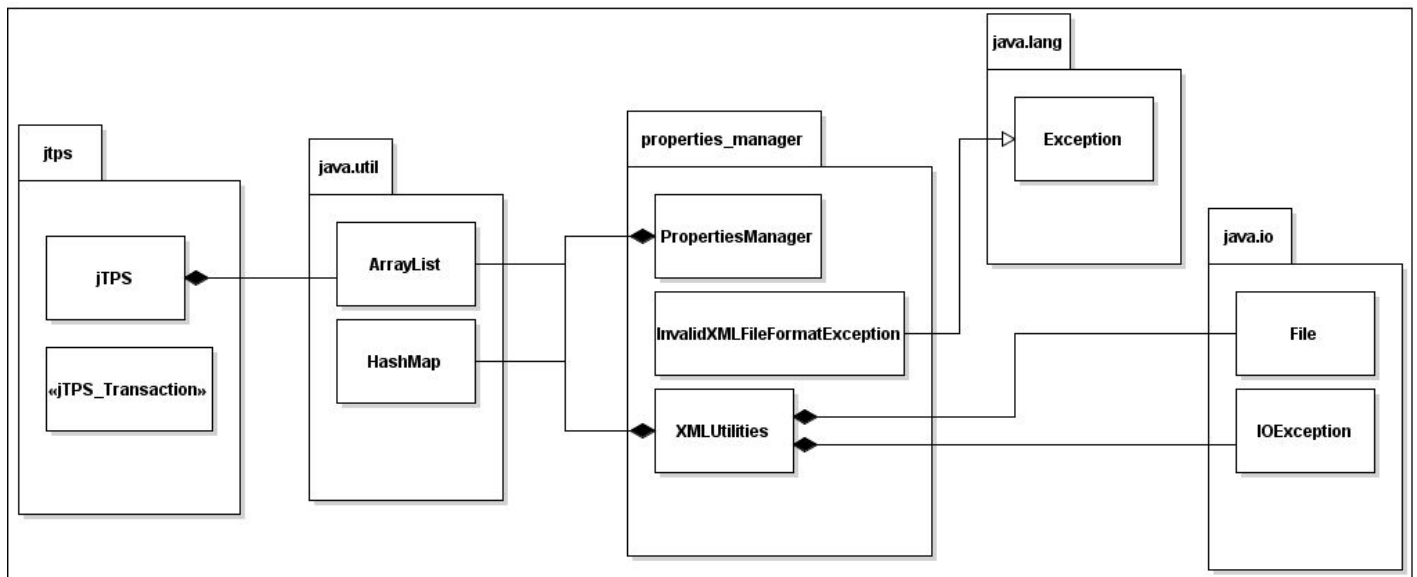 jtps
jTPS
«jTPS_Transaction»
java.util
ArrayList
HashMap
properties_manager
PropertiesManager
InvalidXMLFileFormatException
XMLUtilities
java.lang
Exception
java.io
File
IOException